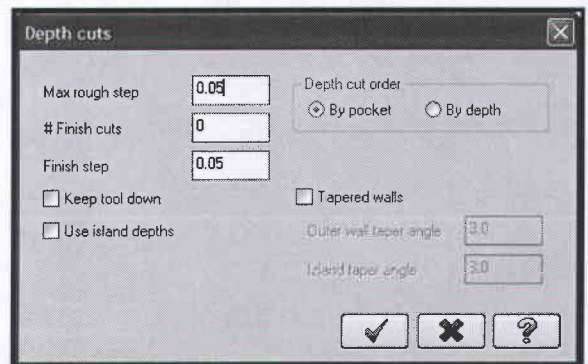 Depth cuts
Max rough step 0.05
# Finish cuts 0
Finish step 0.05
Keep tool down
Use island depths
Depth cut order
By pocket By depth
Tapered walls
Outer wall taper angle 3.0
Island taper angle 3.0